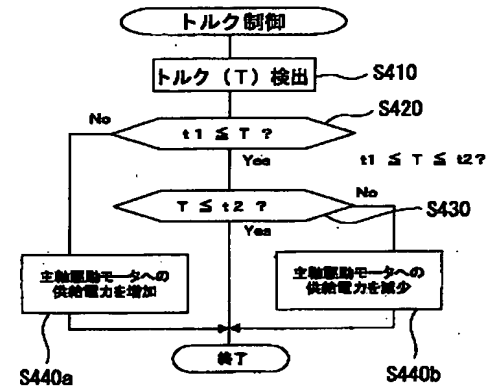 トルク制御
トルク（T）検出
S410
S420
No
t1 ≦ T ?
Yes
t1 ≦ T ≦ t2?
T ≦ t2 ?
No
S430
Yes
主軸駆動モータへの
供給電力を増加
主軸駆動モータへの
供給電力を減少
終了
S440a
S440b